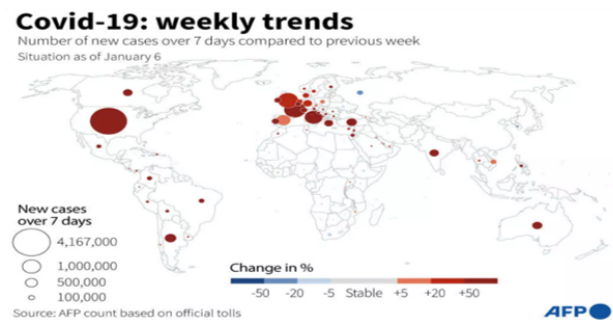 Covid-19: weekly trends
Number of new cases over 7 days compared to previous week
Situation as of January 6
New cases
over 7 days
4,167,000
1,000,000
500,000
100,000
Change in %
-50 -20 -5 Stable +5 +20 +50
Source: AFP count based on official tolls
AFP